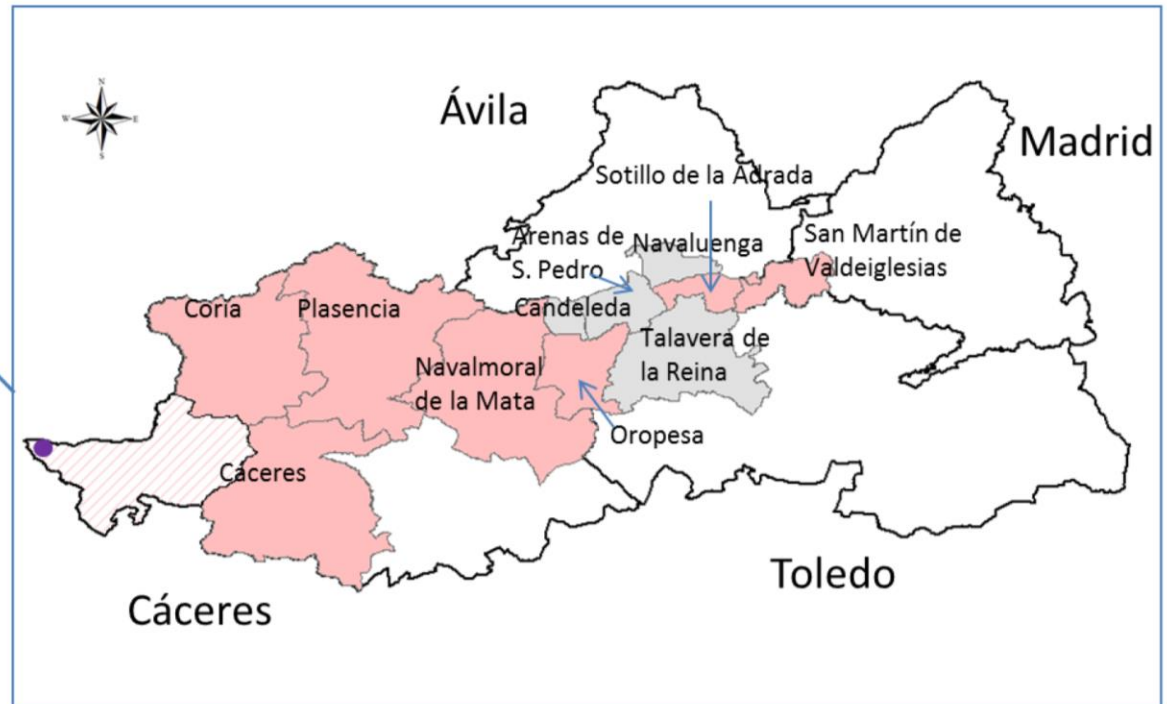 N
W
E
S
Ávila
Madrid
Sotillo de la Adrada
Arenas de
S. Pedro
Navaluenga
San Martín de
Valdeiglesias
Coria
Plasencia
Candeleda
Navalmoral
de la Mata
Talavera de
la Reina
Oropesa
Cáceres
Toledo
Cáceres